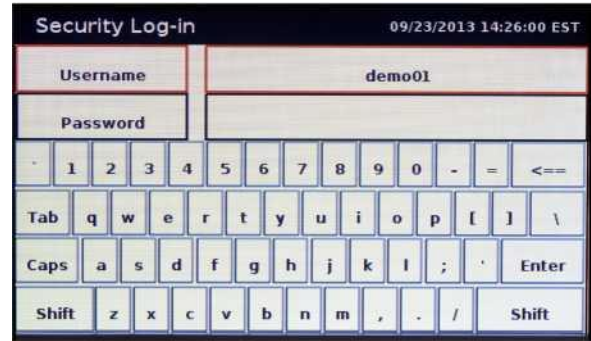 Security Log-in 09/23/2013 14:26:00 EST
Username demo01
Password
` 1 2 3 4 5 6 7 8 9 0 - = <==
Tab q w e r t y u i o p [ ] \
Caps a s d f g h j k l ; ' Enter
Shift z x c v b n m , . / Shift